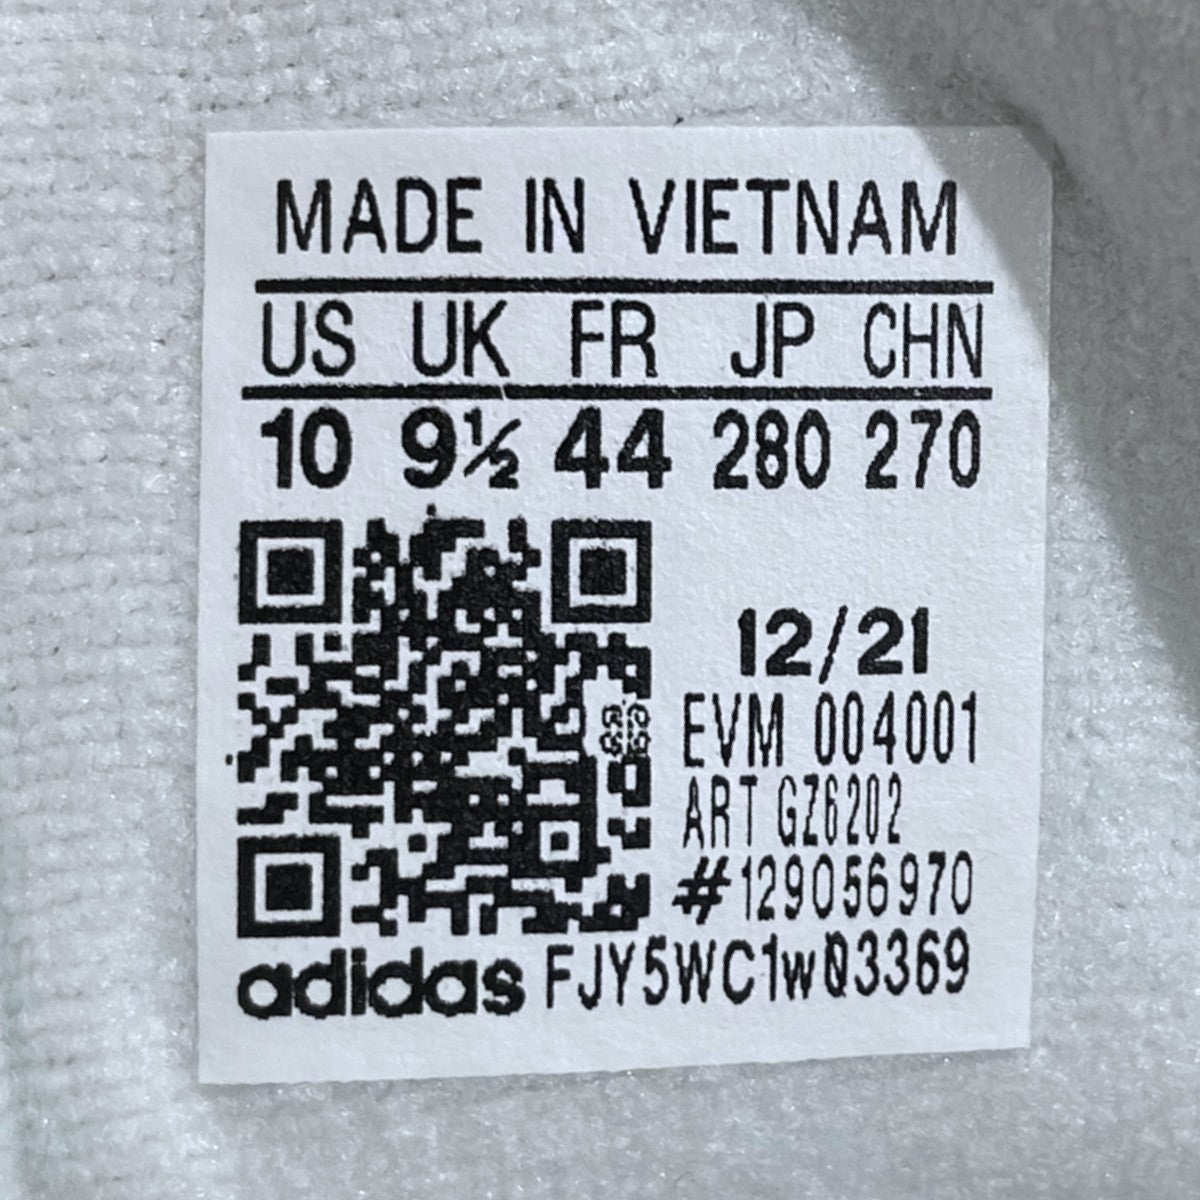 MADE IN VIETNAM
US UK FR JP CHN
10 9½ 44 280 270
12/21
EVM 004001
ART GZ6202
#129056970
adidas FJY5WC1w03369